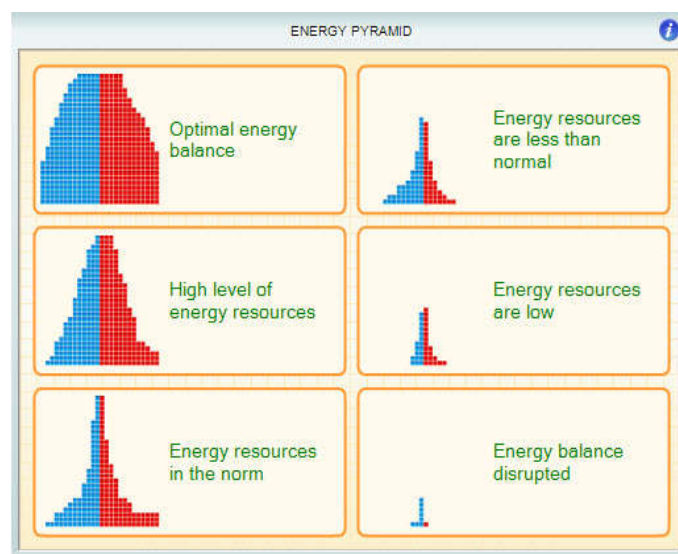 ENERGY PYRAMID
i
Optimal energy
balance
Energy resources
are less than
normal
High level of
energy resources
Energy resources
are low
Energy resources
in the norm
Energy balance
disrupted